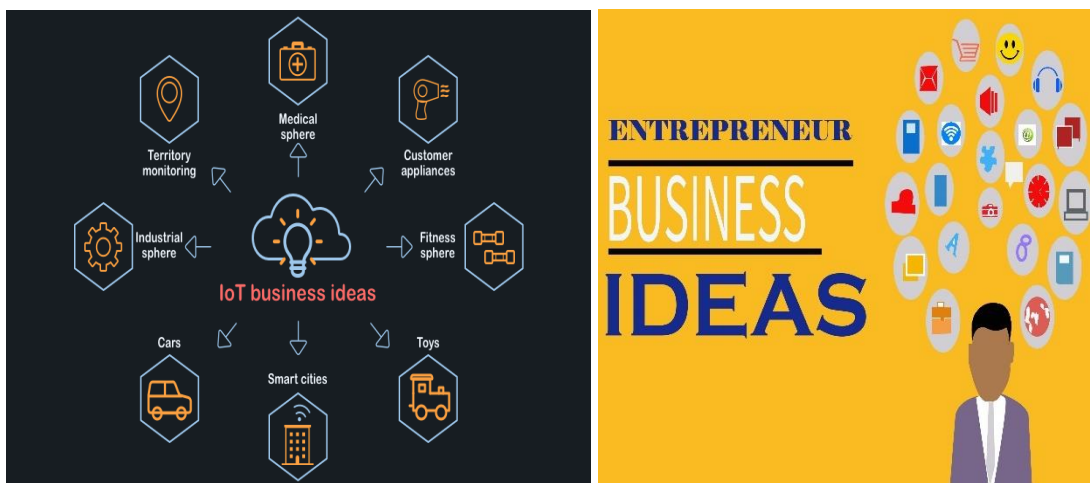 Medical
sphere
Territory
monitoring
Customer
appliances
Industrial
sphere
Fitness
sphere
IoT business ideas
Cars
Smart cities
Toys
ENTREPRENEUR
BUSINESS
IDEAS